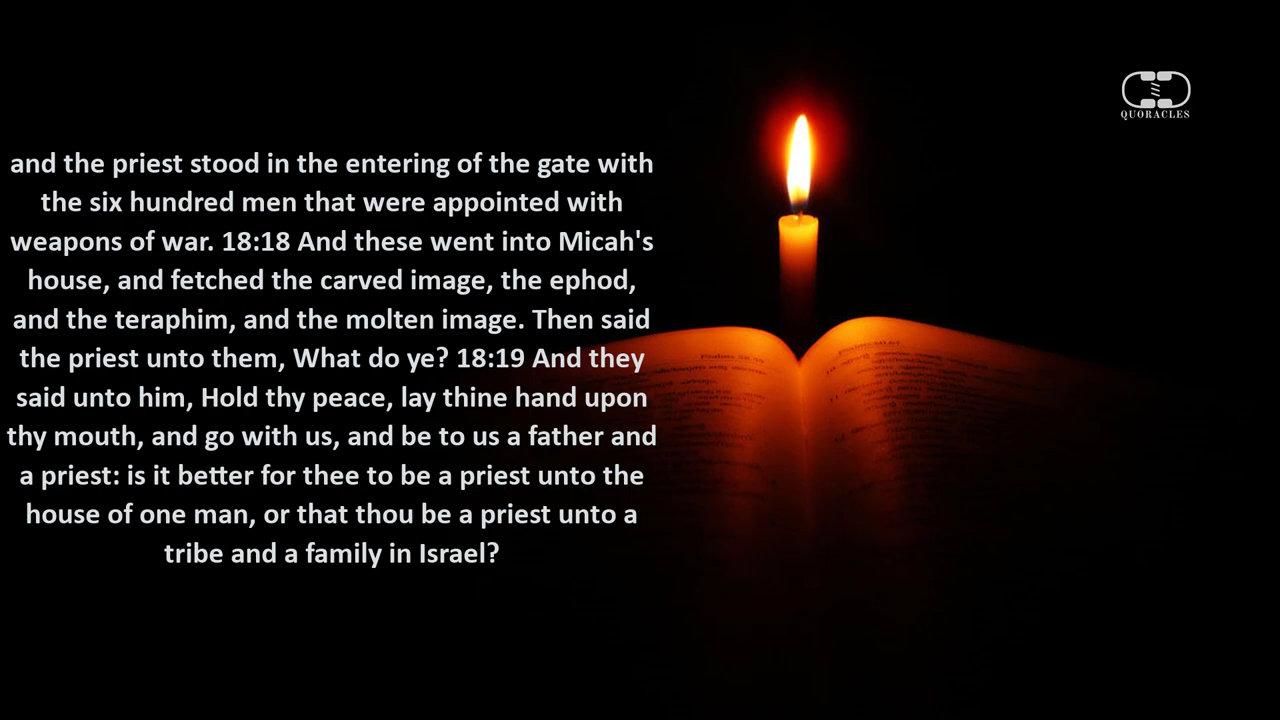 and the priest stood in the entering of the gate with
the six hundred men that were appointed with
weapons of war. 18:18 And these went into Micah's
house, and fetched the carved image, the ephod,
and the teraphim, and the molten image. Then said
the priest unto them, What do ye? 18:19 And they
said unto him, Hold thy peace, lay thine hand upon
thy mouth, and go with us, and be to us a father and
a priest: is it better for thee to be a priest unto the
house of one man, or that thou be a priest unto a
tribe and a family in Israel?
QUORACLES